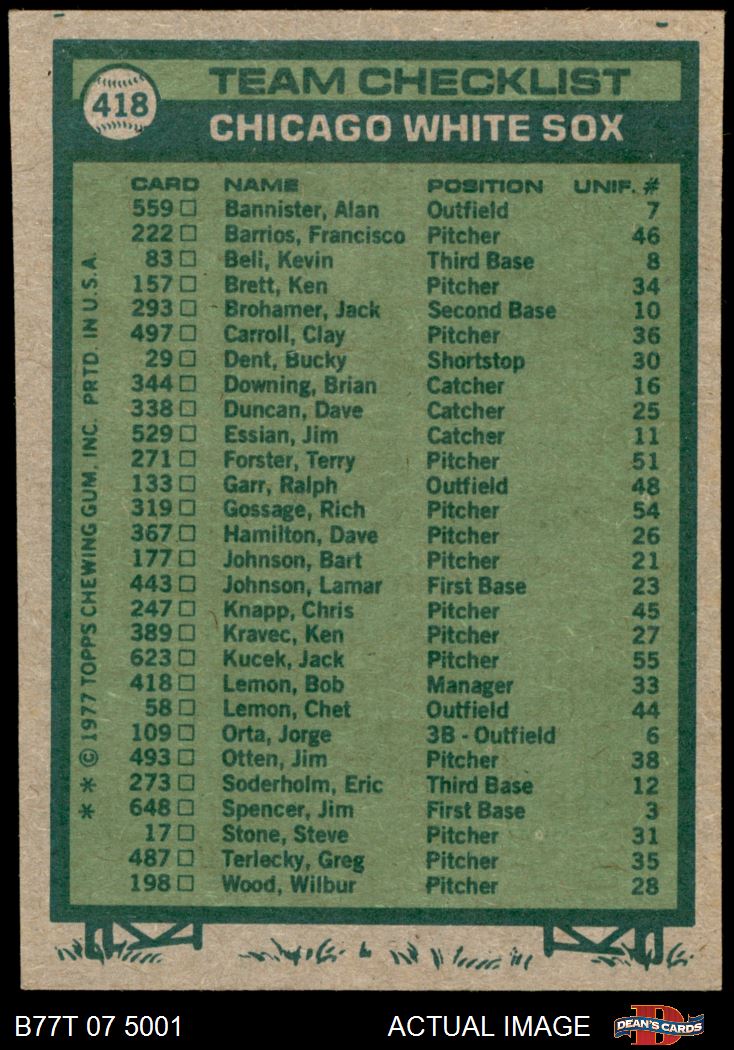 418
TEAM CHECKLIST
CHICAGO WHITE SOX
CARD NAME POSITION UNIF. #
559 □ Bannister, Alan Outfield 7
222 □ Barrios, Francisco Pitcher 46
83 □ Bell, Kevin Third Base 8
157 □ Brett, Ken Pitcher 34
293 □ Brohamer, Jack Second Base 10
497 □ Carroll, Clay Pitcher 36
29 □ Dent, Bucky Shortstop 30
344 □ Downing, Brian Catcher 16
338 □ Duncan, Dave Catcher 25
529 □ Essian, Jim Catcher 11
271 □ Forster, Terry Pitcher 51
133 □ Garr, Ralph Outfield 48
319 □ Gossage, Rich Pitcher 54
367 □ Hamilton, Dave Pitcher 26
177 □ Johnson, Bart Pitcher 21
443 □ Johnson, Lamar First Base 23
247 □ Knapp, Chris Pitcher 45
389 □ Kravec, Ken Pitcher 27
623 □ Kucek, Jack Pitcher 55
418 □ Lemon, Bob Manager 33
58 □ Lemon, Chet Outfield 44
109 □ Orta, Jorge 3B - Outfield 6
493 □ Otten, Jim Pitcher 38
273 □ Soderholm, Eric Third Base 12
648 □ Spencer, Jim First Base 3
17 □ Stone, Steve Pitcher 31
487 □ Terlecky, Greg Pitcher 35
198 □ Wood, Wilbur Pitcher 28
* * © 1977 TOPPS CHEWING GUM, INC. PRTD. IN U.S.A.
B77T 07 5001 ACTUAL IMAGE
D
DEAN'S CARDS